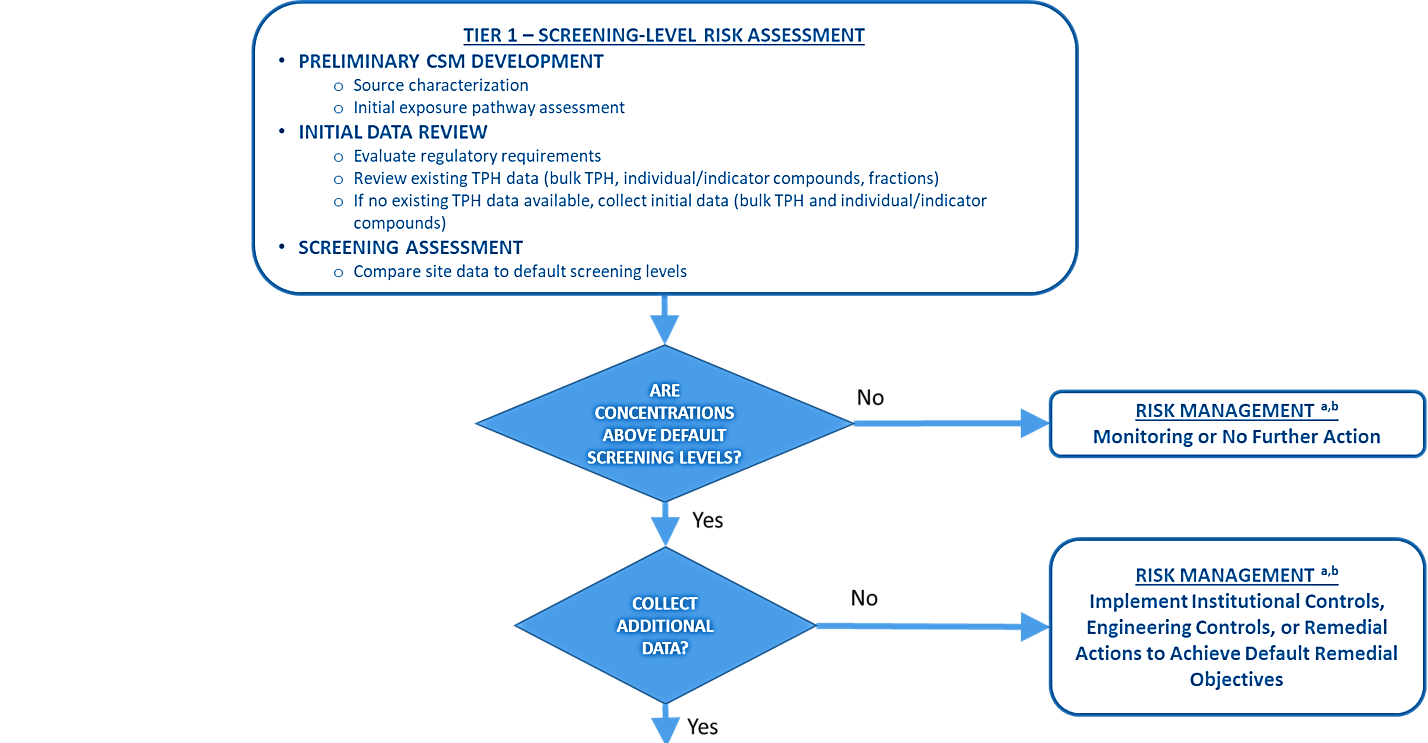 TIER 1 – SCREENING-LEVEL RISK ASSESSMENT
• PRELIMINARY CSM DEVELOPMENT
o Source characterization
o Initial exposure pathway assessment
• INITIAL DATA REVIEW
o Evaluate regulatory requirements
o Review existing TPH data (bulk TPH, individual/indicator compounds, fractions)
o If no existing TPH data available, collect initial data (bulk TPH and individual/indicator
compounds)
• SCREENING ASSESSMENT
o Compare site data to default screening levels
ARE
CONCENTRATIONS
ABOVE DEFAULT
SCREENING LEVELS?
No
RISK MANAGEMENT a,b
Monitoring or No Further Action
Yes
COLLECT
ADDITIONAL
DATA?
No
RISK MANAGEMENT a,b
Implement Institutional Controls,
Engineering Controls, or Remedial
Actions to Achieve Default Remedial
Objectives
Yes